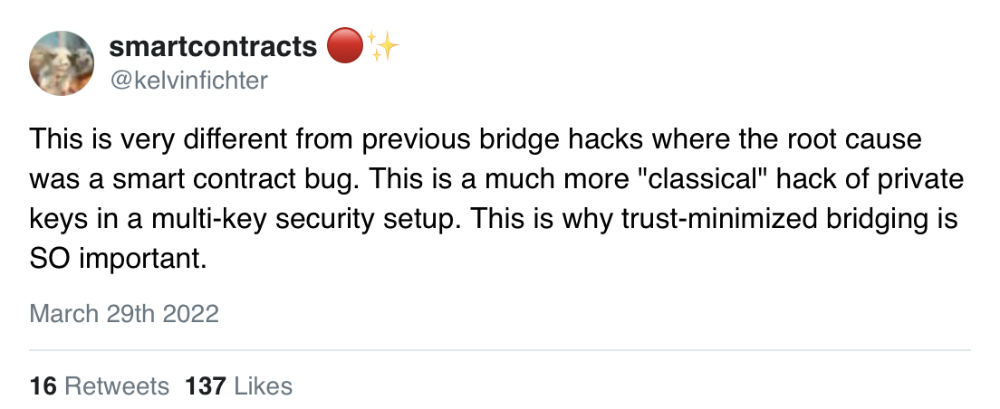 smartcontracts 🔴✨
@kelvinfichter
This is very different from previous bridge hacks where the root cause
was a smart contract bug. This is a much more "classical" hack of private
keys in a multi-key security setup. This is why trust-minimized bridging is
SO important.
March 29th 2022
16 Retweets 137 Likes